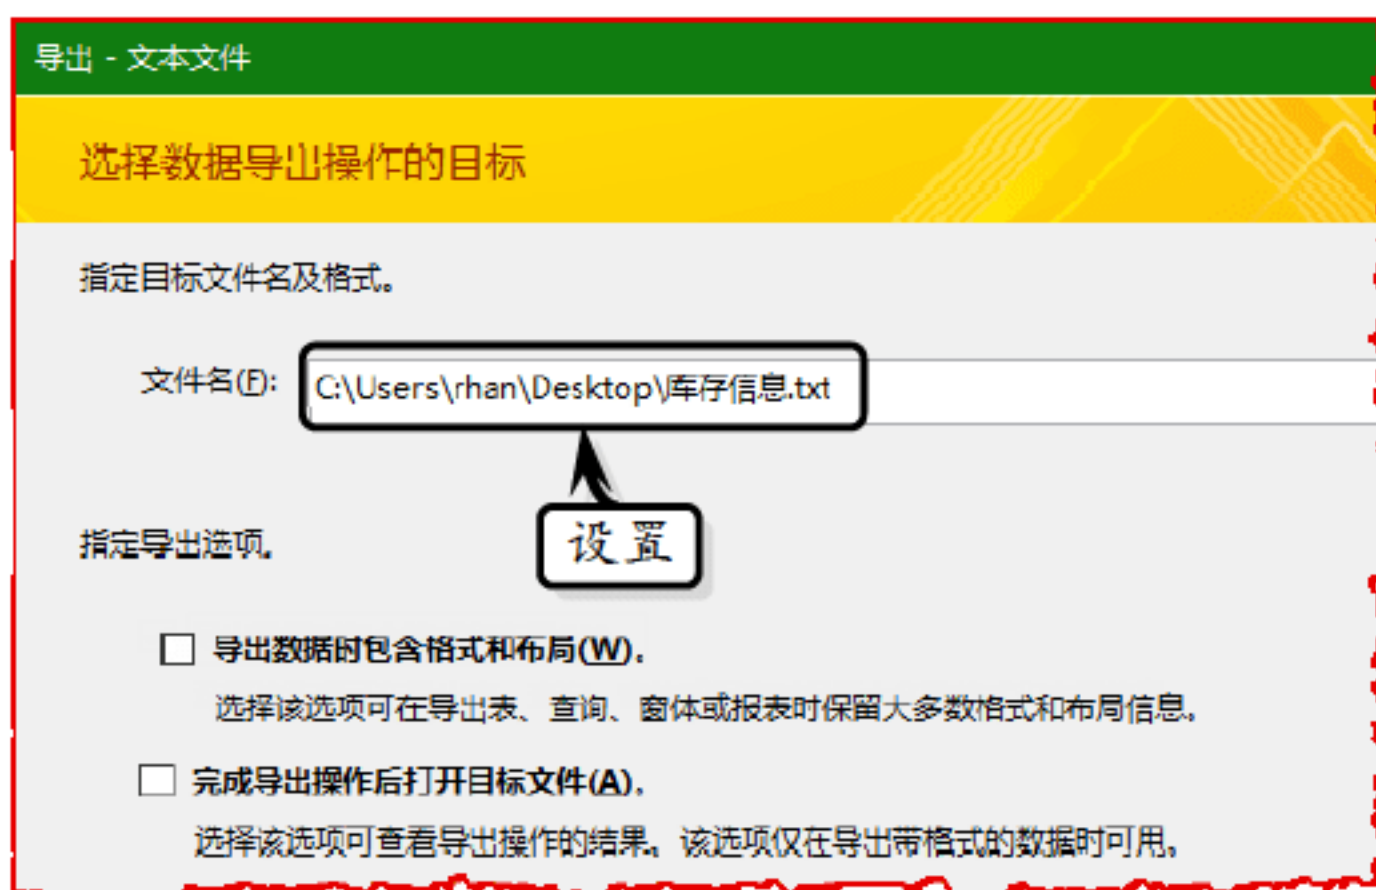 导出 - 文本文件
选择数据导出操作的目标
指定目标文件名及格式。
文件名(F): C:\Users\rhan\Desktop\库存信息.txt
设置
指定导出选项。
导出数据时包含格式和布局(W)。
选择该选项可在导出表、查询、窗体或报表时保留大多数格式和布局信息。
完成导出操作后打开目标文件(A)。
选择该选项可查看导出操作的结果。该选项仅在导出带格式的数据时可用。